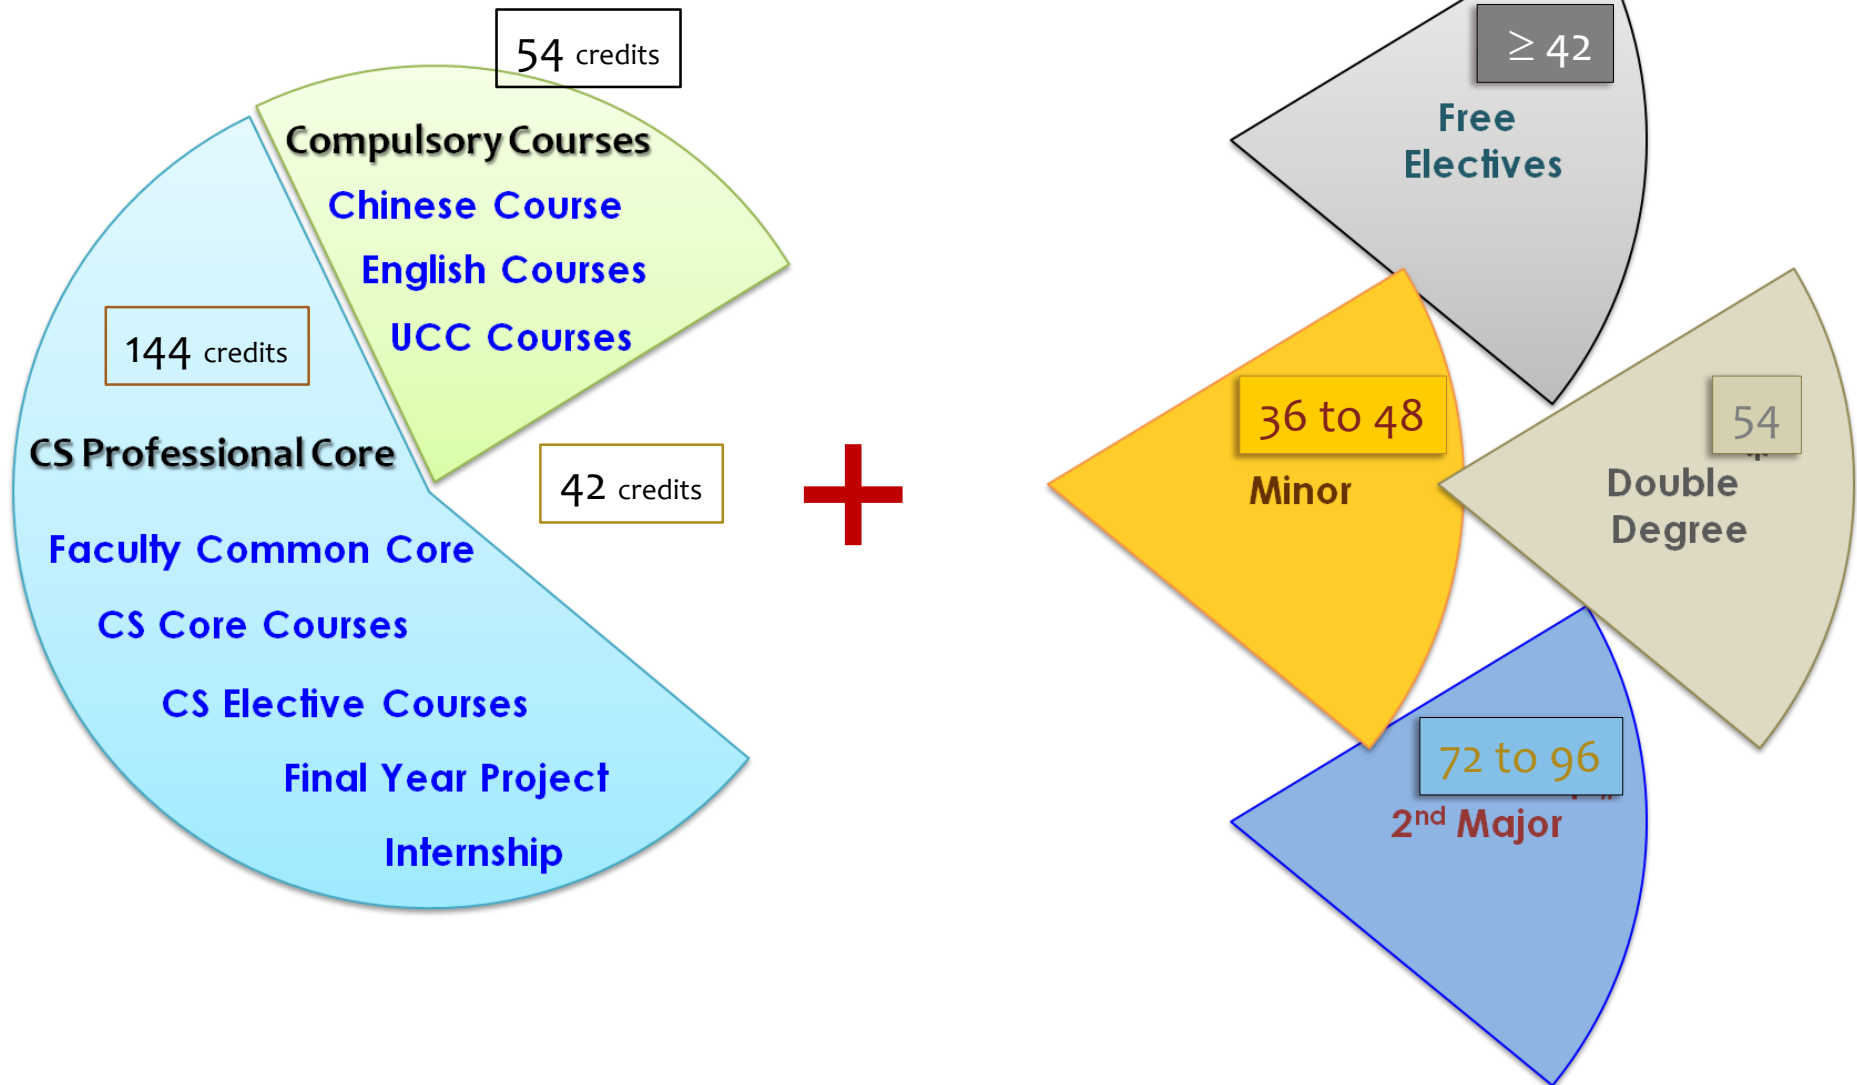 54 credits
Compulsory Courses
Chinese Course
English Courses
UCC Courses
144 credits
CS Professional Core
Faculty Common Core
CS Core Courses
CS Elective Courses
Final Year Project
Internship
42 credits
+
≥ 42
Free
Electives
36 to 48
Minor
54
*
Double
Degree
72 to 96
2nd Major